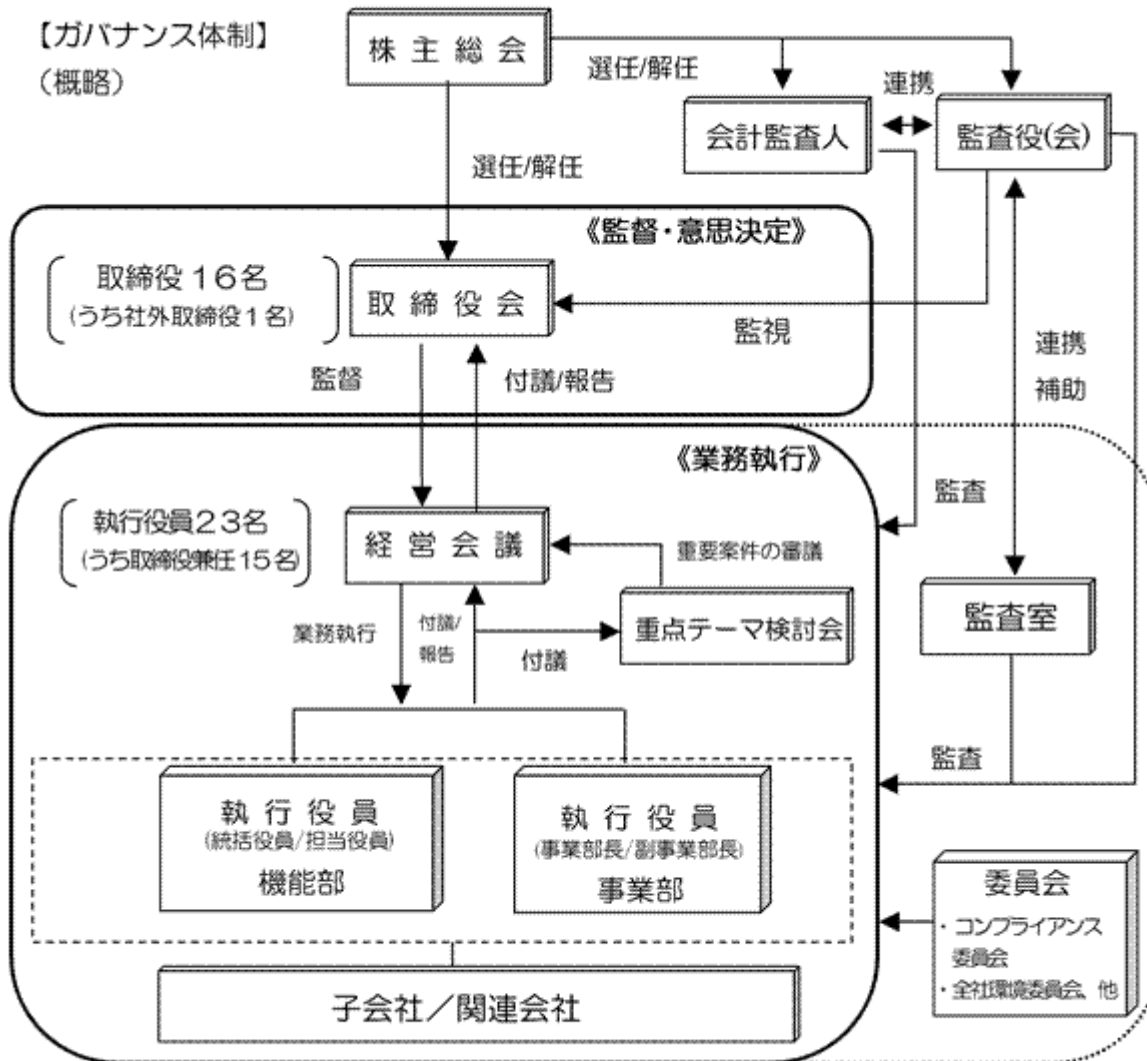 【ガバナンス体制】
(概略)
株主総会
選任/解任
連携
会計監査人
監査役(会)
選任/解任
《監督・意思決定》
取締役16名
(うち社外取締役1名)
取締役会
監視
監督
付議/報告
連携
補助
《業務執行》
執行役員23名
(うち取締役兼任15名)
経営会議
重要案件の審議
監査
重点テーマ検討会
監査室
業務執行
付議/
報告
付議
監査
執行役員
(統括役員/担当役員)
機能部
執行役員
(事業部長/副事業部長)
事業部
委員会
・コンプライアンス
委員会
・全社環境委員会、他
子会社/関連会社